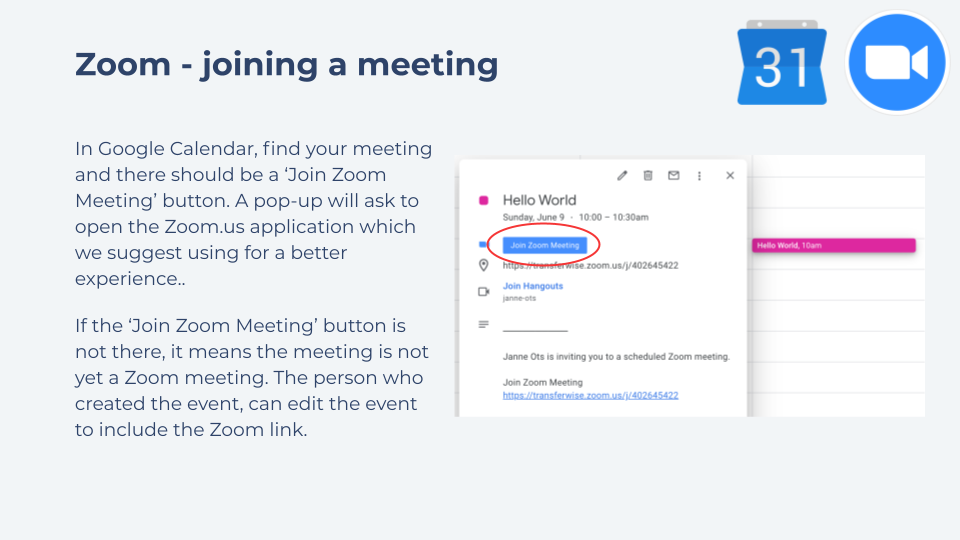 Zoom - joining a meeting
31
In Google Calendar, find your meeting
and there should be a ‘Join Zoom
Meeting’ button. A pop-up will ask to
open the Zoom.us application which
we suggest using for a better
experience..
If the ‘Join Zoom Meeting’ button is
not there, it means the meeting is not
yet a Zoom meeting. The person who
created the event, can edit the event
to include the Zoom link.
Hello World
Sunday, June 9 · 10:00 – 10:30am
Join Zoom Meeting
https://transferwise.zoom.us/j/402645422
Join Hangouts
janne-ots
Janne Ots is inviting you to a scheduled Zoom meeting.
Join Zoom Meeting
https://transferwise.zoom.us/j/402645422
Hello World, 10am